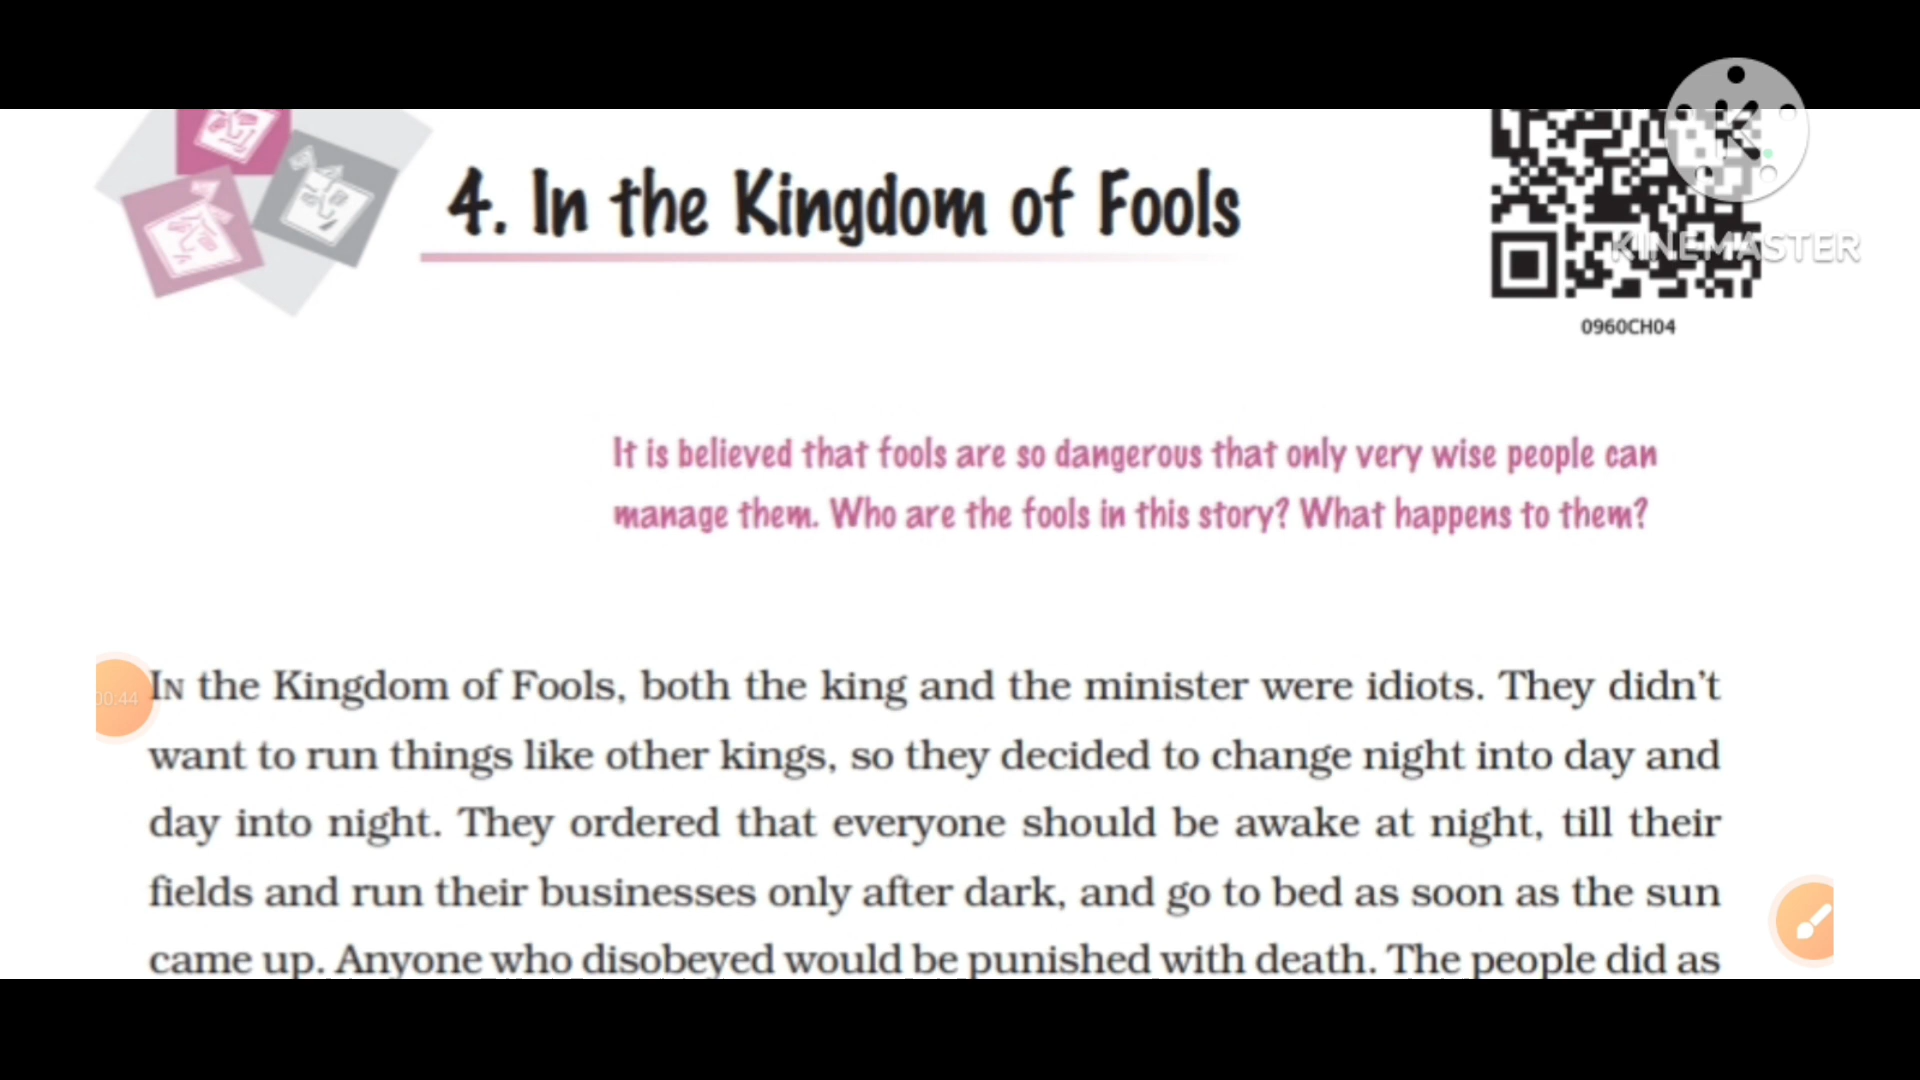 4. In the Kingdom of Fools
KINEMASTER
0960CH04
It is believed that fools are so dangerous that only very wise people can
manage them. Who are the fools in this story? What happens to them?
00:44
IN the Kingdom of Fools, both the king and the minister were idiots. They didn't
want to run things like other kings, so they decided to change night into day and
day into night. They ordered that everyone should be awake at night, till their
fields and run their businesses only after dark, and go to bed as soon as the sun
came up. Anyone who disobeyed would be punished with death. The people did as